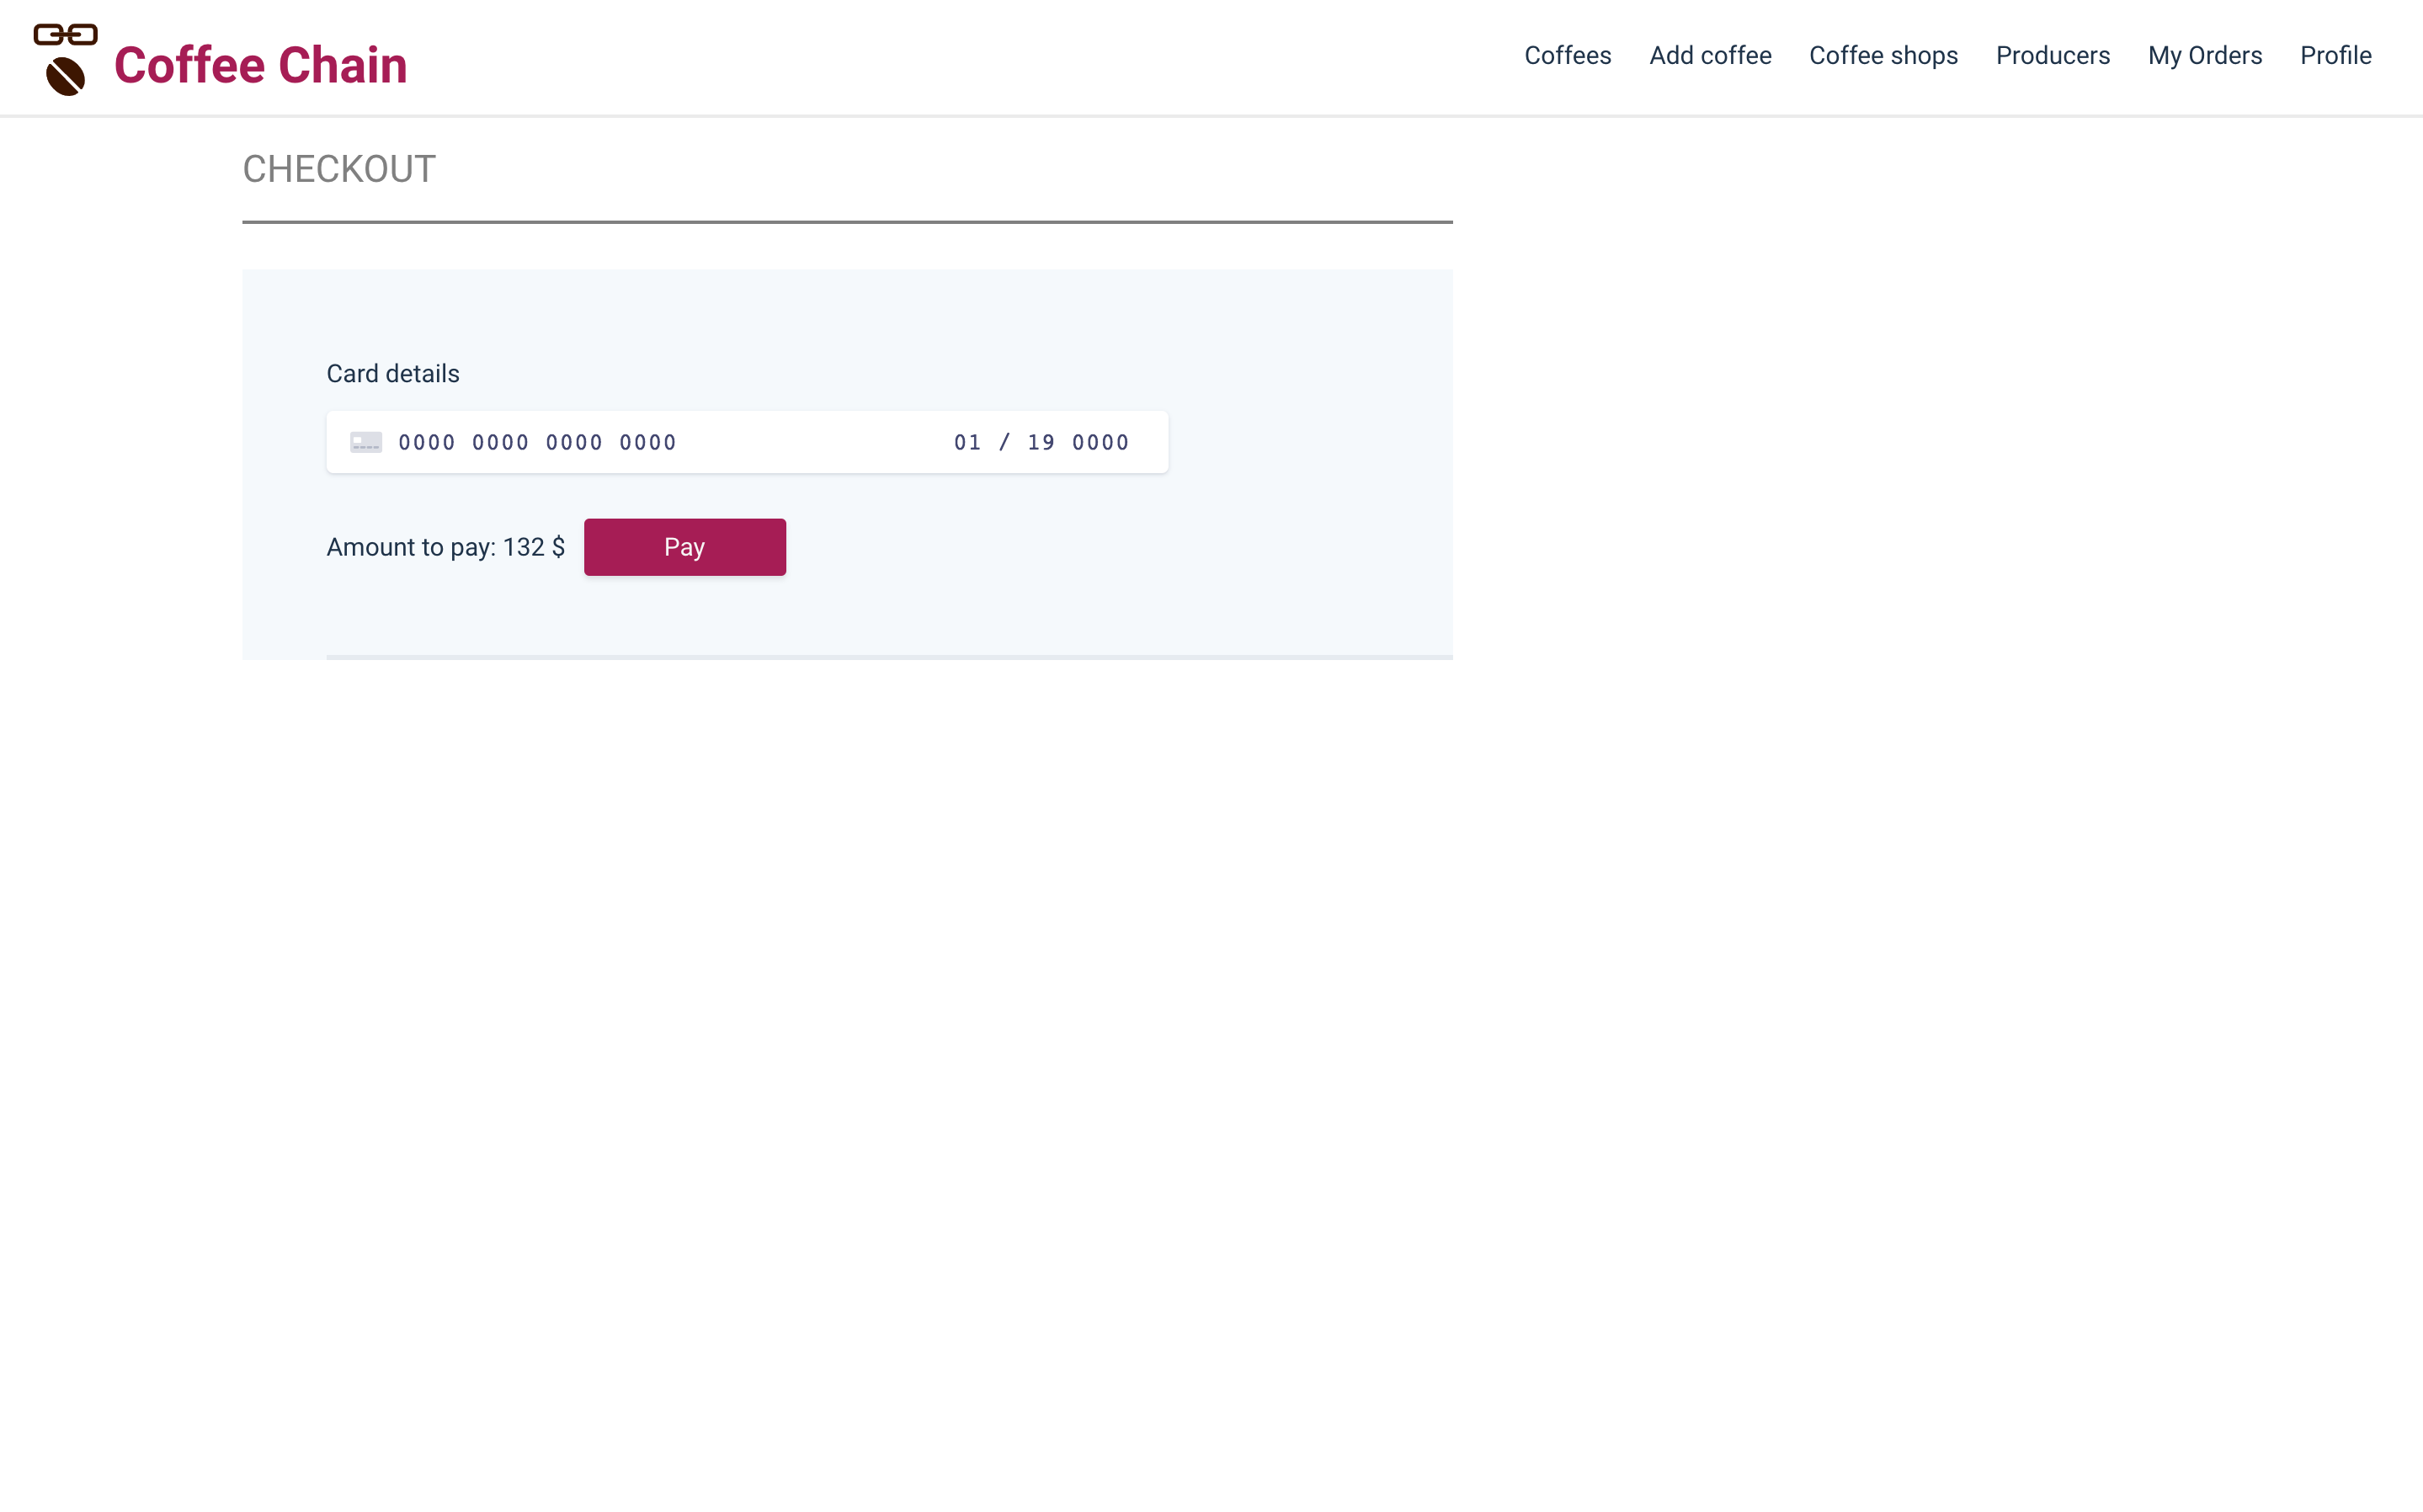 Coffee Chain
Coffees Add coffee Coffee shops Producers My Orders Profile
CHECKOUT
Card details
0000 0000 0000 0000 01 / 19 0000
Amount to pay: 132 $ Pay